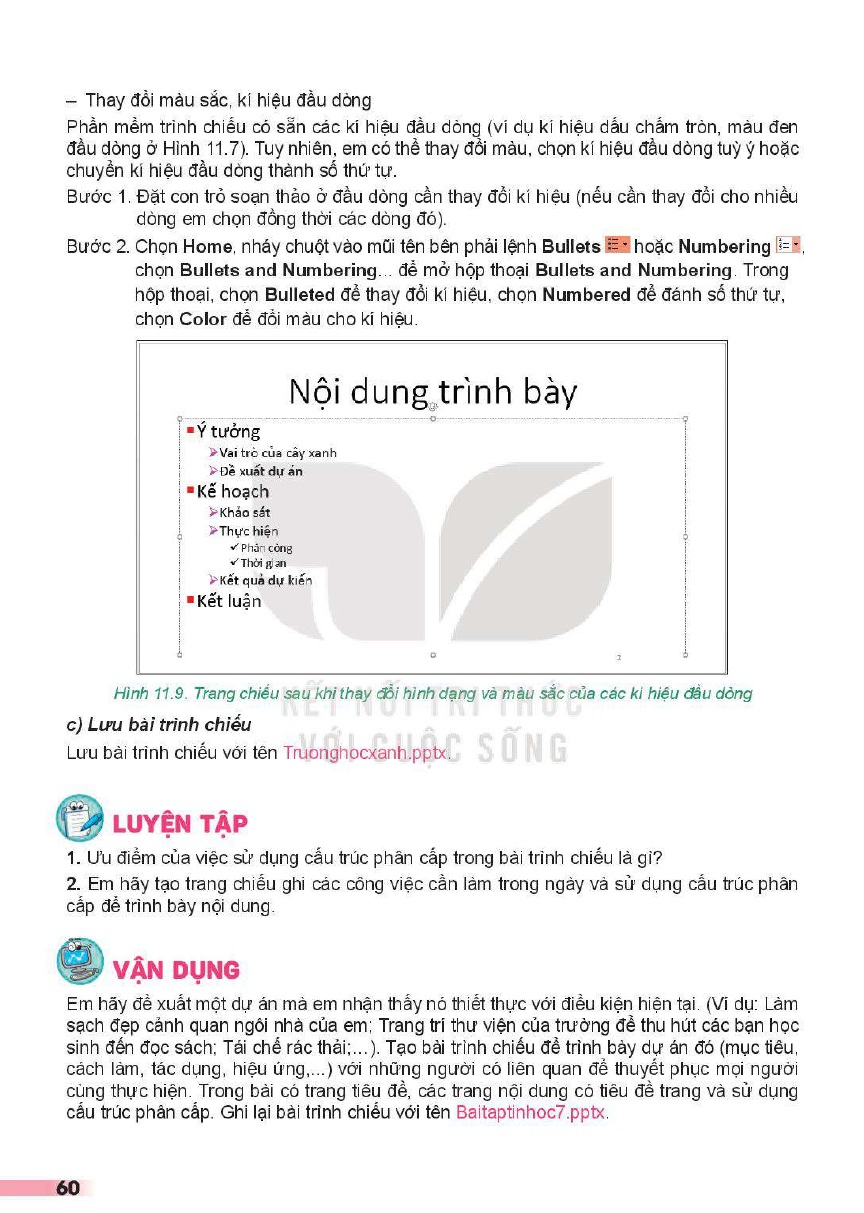 – Thay đổi màu sắc, kí hiệu đầu dòng
Phần mềm trình chiếu có sẵn các kí hiệu đầu dòng (ví dụ kí hiệu dấu chấm tròn, màu đen
đầu dòng ở Hình 11.7). Tuy nhiên, em có thể thay đổi màu, chọn kí hiệu đầu dòng tuỳ ý hoặc
chuyển kí hiệu đầu dòng thành số thứ tự.
Bước 1. Đặt con trỏ soạn thảo ở đầu dòng cần thay đổi kí hiệu (nếu cần thay đổi cho nhiều
dòng em chọn đồng thời các dòng đó).
Bước 2. Chọn Home, nháy chuột vào mũi tên bên phải lệnh Bullets hoặc Numbering ,
chọn Bullets and Numbering... để mở hộp thoại Bullets and Numbering. Trong
hộp thoại, chọn Bulleted để thay đổi kí hiệu, chọn Numbered để đánh số thứ tự,
chọn Color để đổi màu cho kí hiệu.
Nội dung trình bày
Ý tưởng
Vai trò của cây xanh
Đề xuất dự án
Kế hoạch
Khảo sát
Thực hiện
Phân công
Thời gian
Kết quả dự kiến
Kết luận
2
Hình 11.9. Trang chiếu sau khi thay đổi hình dạng và màu sắc của các kí hiệu đầu dòng
KẾT NỐI TRI THỨC
c) Lưu bài trình chiếu
Lưu bài trình chiếu với tên Truonghocxanh.pptx.
VỚI CUỘC SỐNG
LUYỆN TẬP
1. Ưu điểm của việc sử dụng cấu trúc phân cấp trong bài trình chiếu là gì?
2. Em hãy tạo trang chiếu ghi các công việc cần làm trong ngày và sử dụng cấu trúc phân
cấp để trình bày nội dung.
VẬN DỤNG
Em hãy đề xuất một dự án mà em nhận thấy nó thiết thực với điều kiện hiện tại. (Ví dụ: Làm
sạch đẹp cảnh quan ngôi nhà của em; Trang trí thư viện của trường để thu hút các bạn học
sinh đến đọc sách; Tái chế rác thải;...). Tạo bài trình chiếu để trình bày dự án đó (mục tiêu,
cách làm, tác dụng, hiệu ứng,...) với những người có liên quan để thuyết phục mọi người
cùng thực hiện. Trong bài có trang tiêu đề, các trang nội dung có tiêu đề trang và sử dụng
cấu trúc phân cấp. Ghi lại bài trình chiếu với tên Baitaptinhoc7.pptx.
60